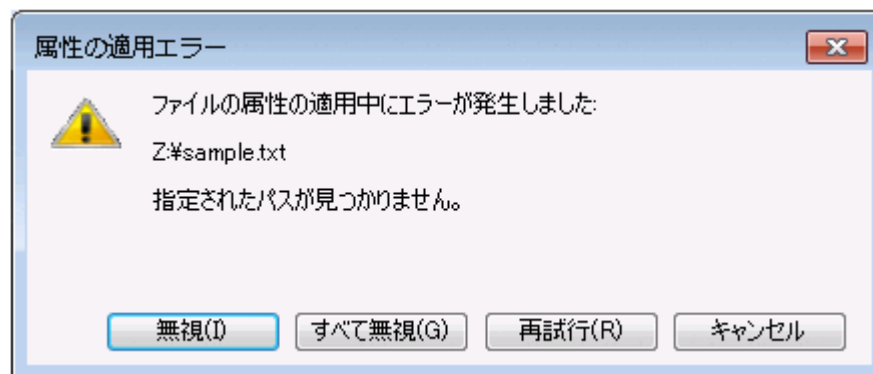 属性の適用エラー
ファイルの属性の適用中にエラーが発生しました:
Z:¥sample.txt
指定されたパスが見つかりません。
無視(I) すべて無視(G) 再試行(R) キャンセル